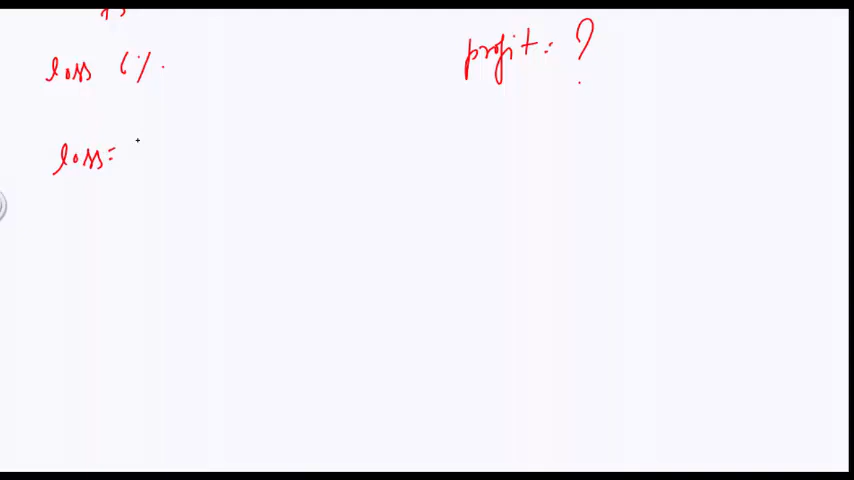 loss 6%.
profit = ?
loss =